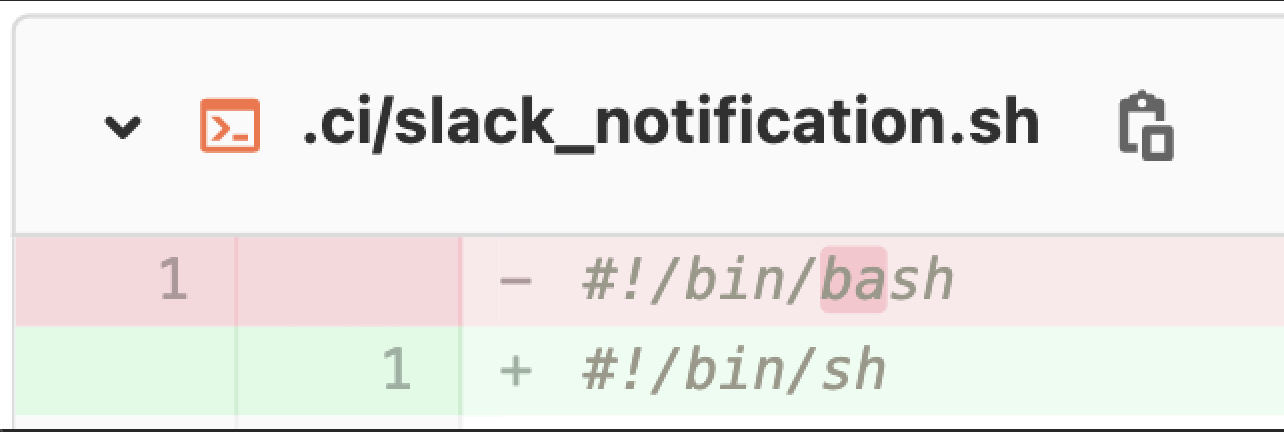 .ci/slack_notification.sh
1 - #!/bin/bash
1 + #!/bin/sh